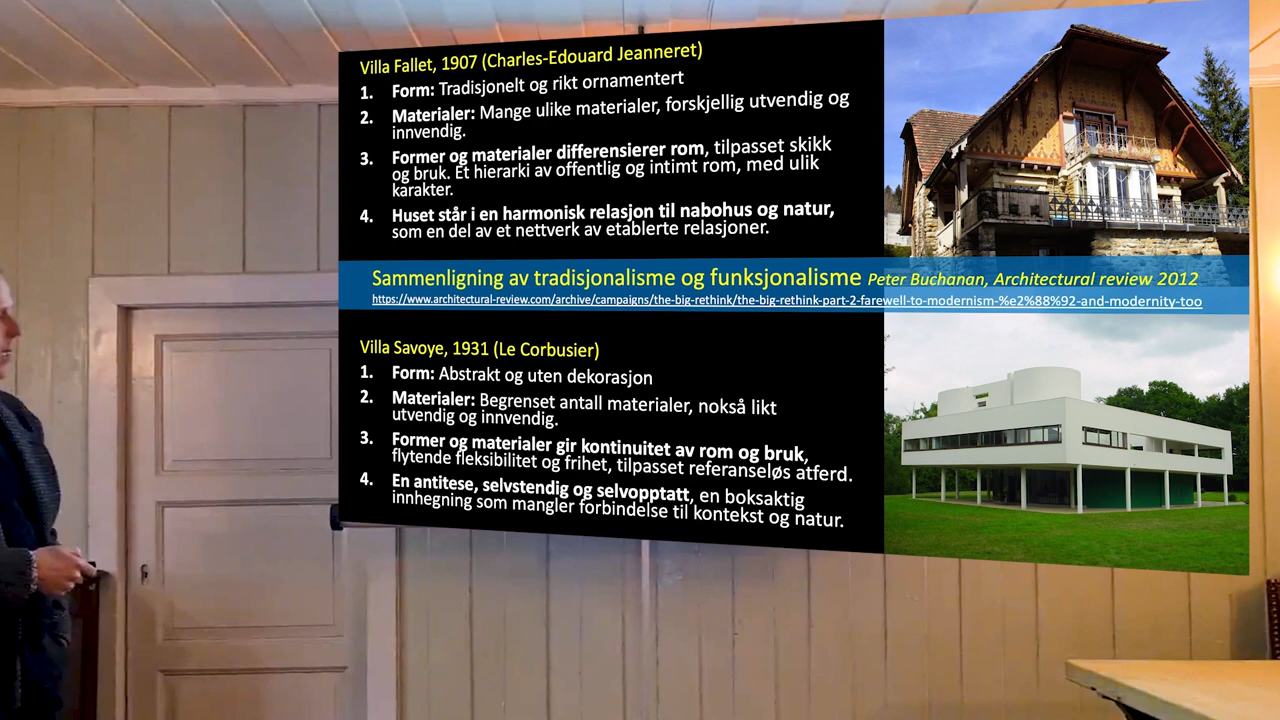 Villa Fallet, 1907 (Charles-Edouard Jeanneret)
1. Form: Tradisjonelt og rikt ornamentert
2. Materialer: Mange ulike materialer, forskjellig utvendig og
innvendig.
3. Former og materialer differensierer rom, tilpasset skikk
og bruk. Et hierarki av offentlig og intimt rom, med ulik
karakter.
4. Huset står i en harmonisk relasjon til nabohus og natur,
som en del av et nettverk av etablerte relasjoner.
Sammenligning av tradisjonalisme og funksjonalisme Peter Buchanan, Architectural review 2012
https://www.architectural-review.com/archive/campaigns/the-big-rethink/the-big-rethink-part-2-farewell-to-modernism-%e2%88%92-and-modernity-too
Villa Savoye, 1931 (Le Corbusier)
1. Form: Abstrakt og uten dekorasjon
2. Materialer: Begrenset antall materialer, nokså likt
utvendig og innvendig.
3. Former og materialer gir kontinuitet av rom og bruk,
flytende fleksibilitet og frihet, tilpasset referanseløs atferd.
4. En antitese, selvstendig og selvopptatt, en boksaktig
innhegning som mangler forbindelse til kontekst og natur.